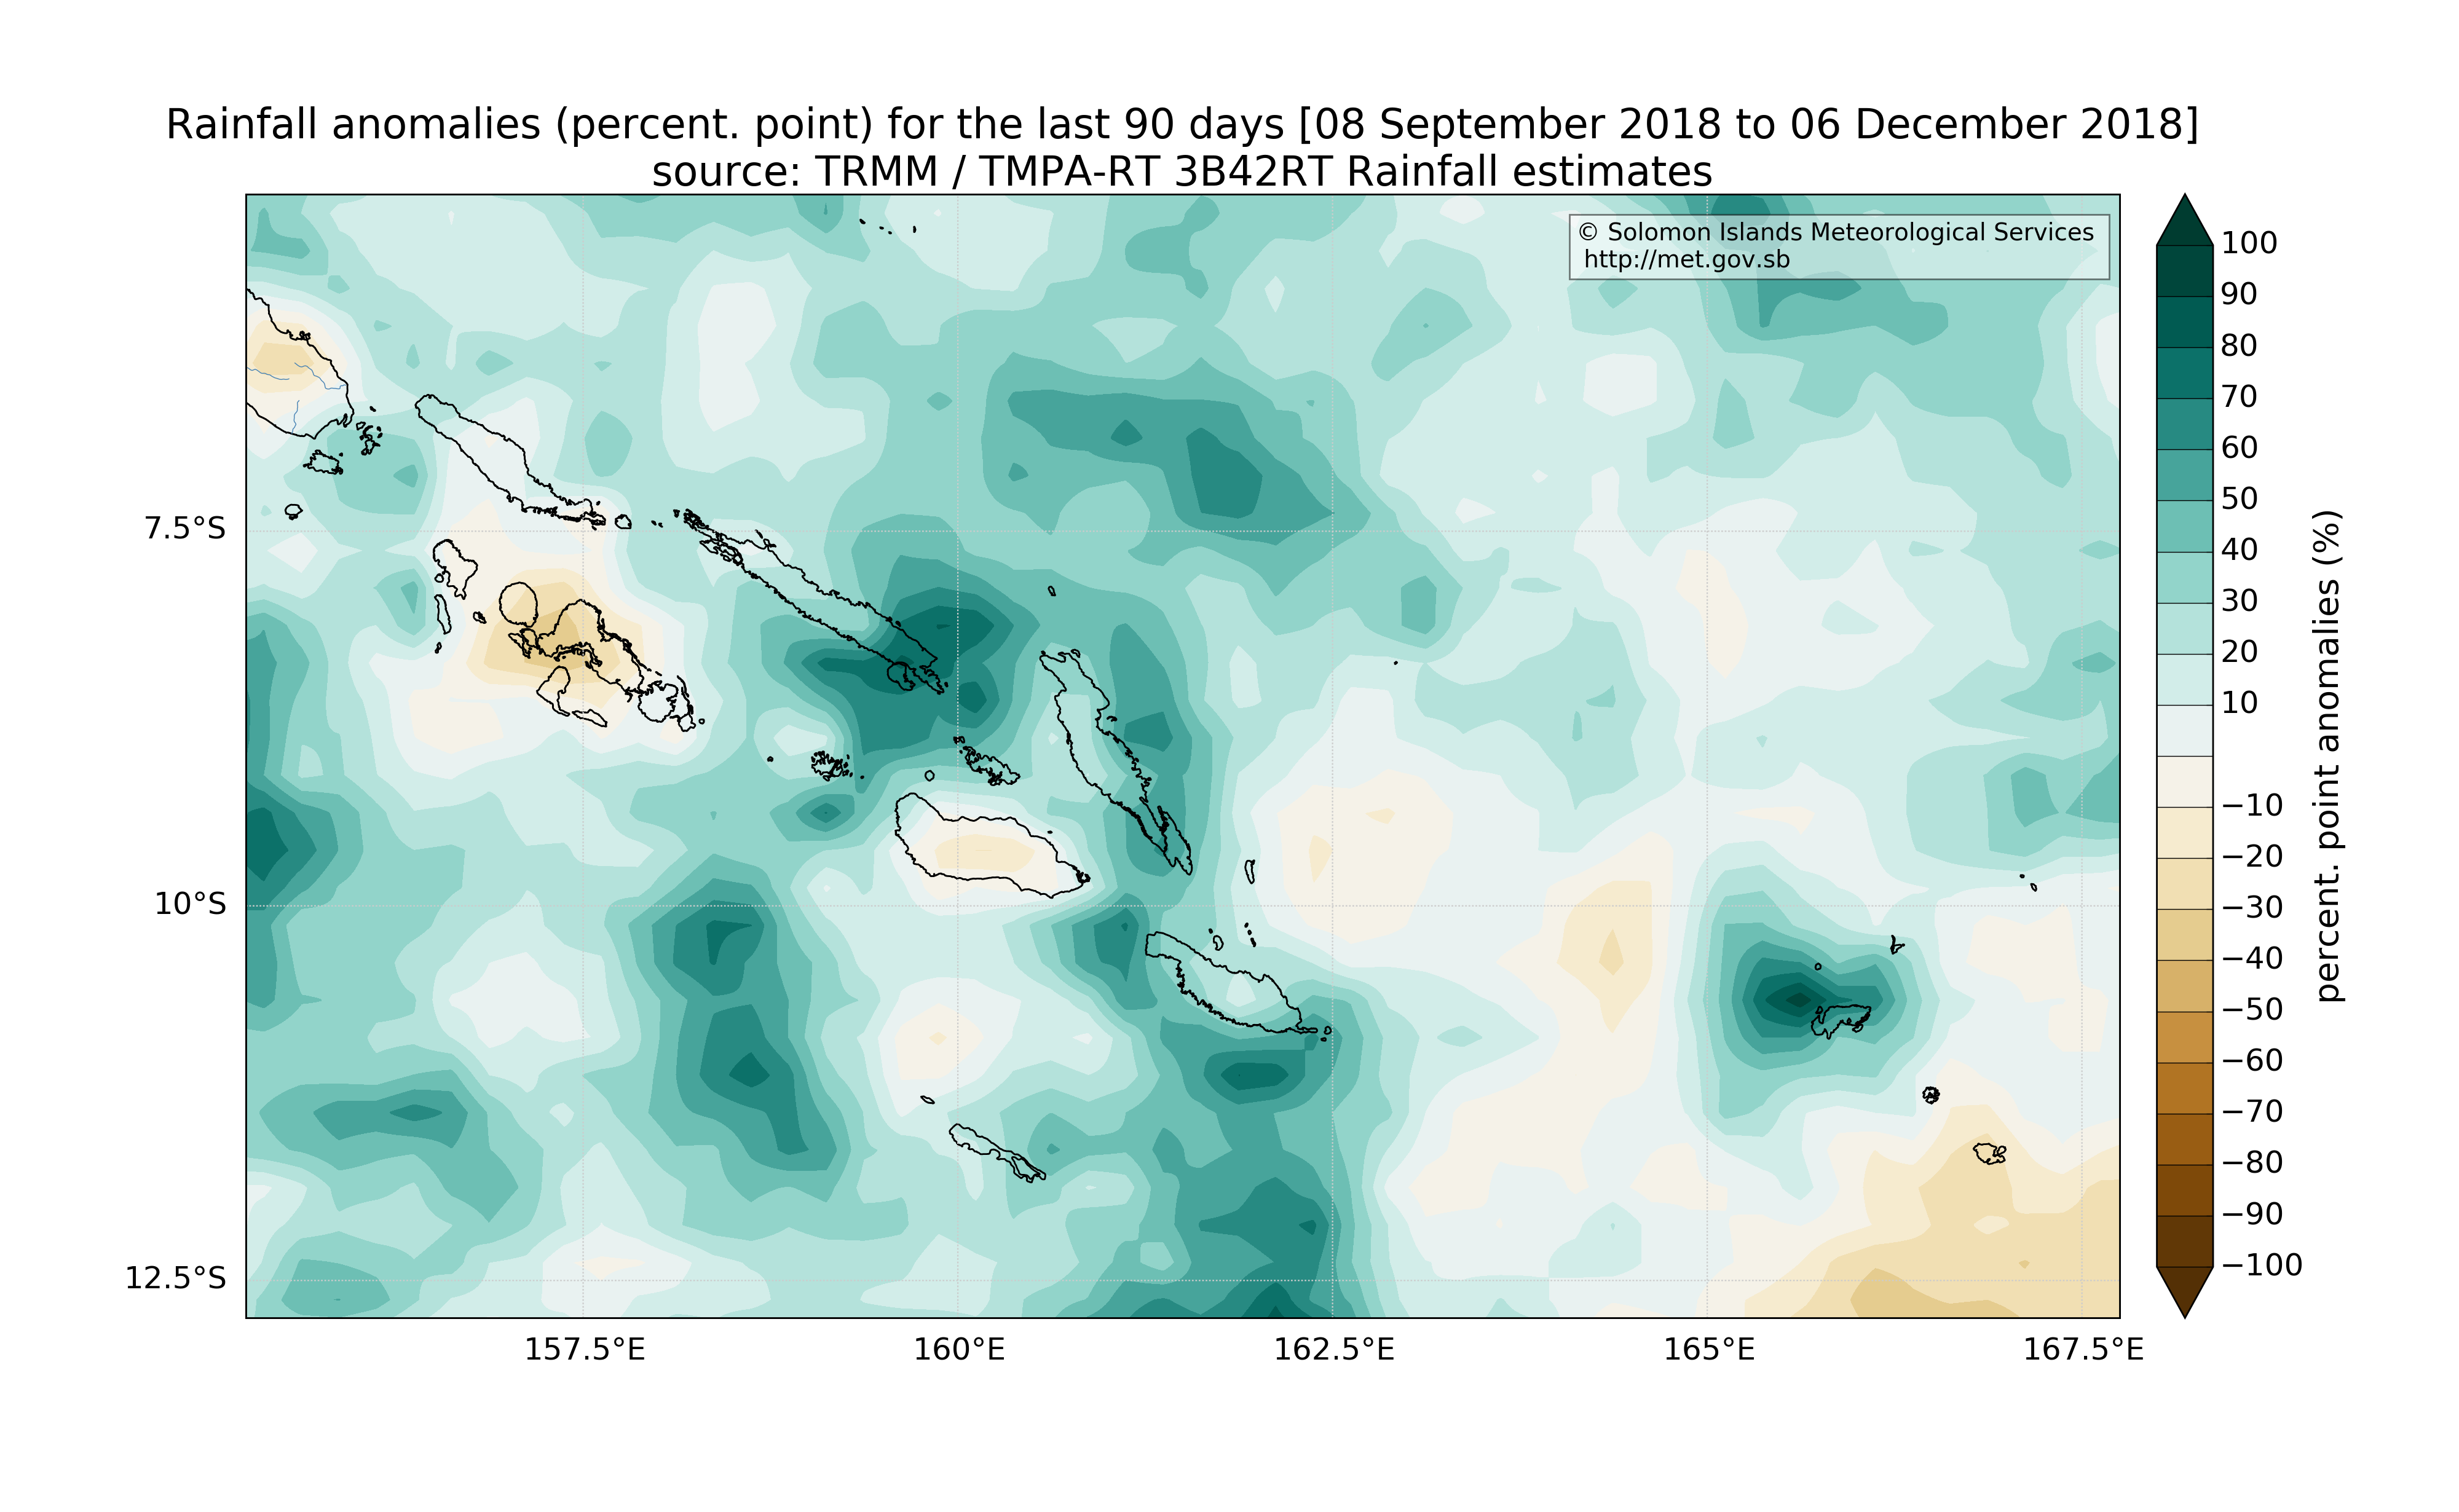 Rainfall anomalies (percent. point) for the last 90 days [08 September 2018 to 06 December 2018]
source: TRMM / TMPA-RT 3B42RT Rainfall estimates
© Solomon Islands Meteorological Services
http://met.gov.sb
7.5°S
10°S
12.5°S
157.5°E
160°E
162.5°E
165°E
167.5°E
100
90
80
70
60
50
40
30
20
10
−10
−20
−30
−40
−50
−60
−70
−80
−90
−100
percent. point anomalies (%)